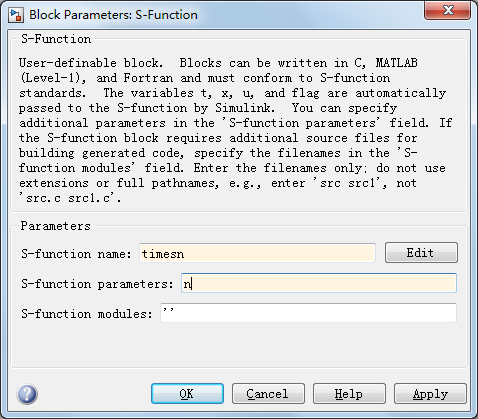 Block Parameters: S-Function
S-Function
User-definable block.  Blocks can be written in C, MATLAB
(Level-1), and Fortran and must conform to S-function
standards.  The variables t, x, u, and flag are automatically
passed to the S-function by Simulink.  You can specify
additional parameters in the 'S-function parameters' field. If
the S-function block requires additional source files for
building generated code, specify the filenames in the 'S-
function modules' field. Enter the filenames only; do not use
extensions or full pathnames, e.g., enter 'src src1', not
'src.c src1.c'.
Parameters
S-function name: timesn Edit
S-function parameters: n
S-function modules: ''
? OK Cancel Help Apply